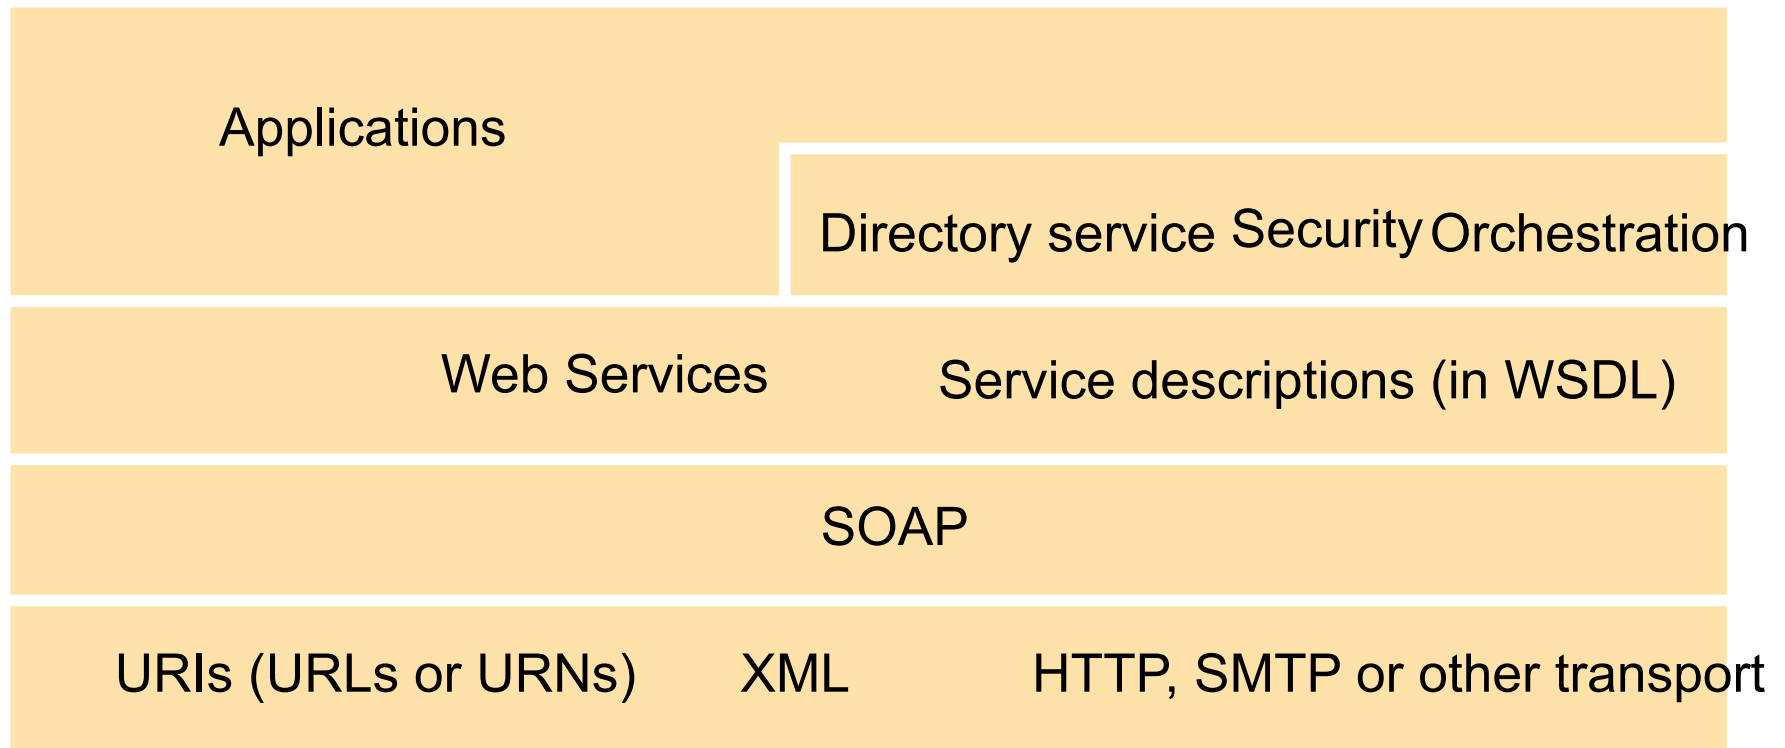 Applications
Directory service Security Orchestration
Web Services Service descriptions (in WSDL)
SOAP
URIs (URLs or URNs) XML HTTP, SMTP or other transport